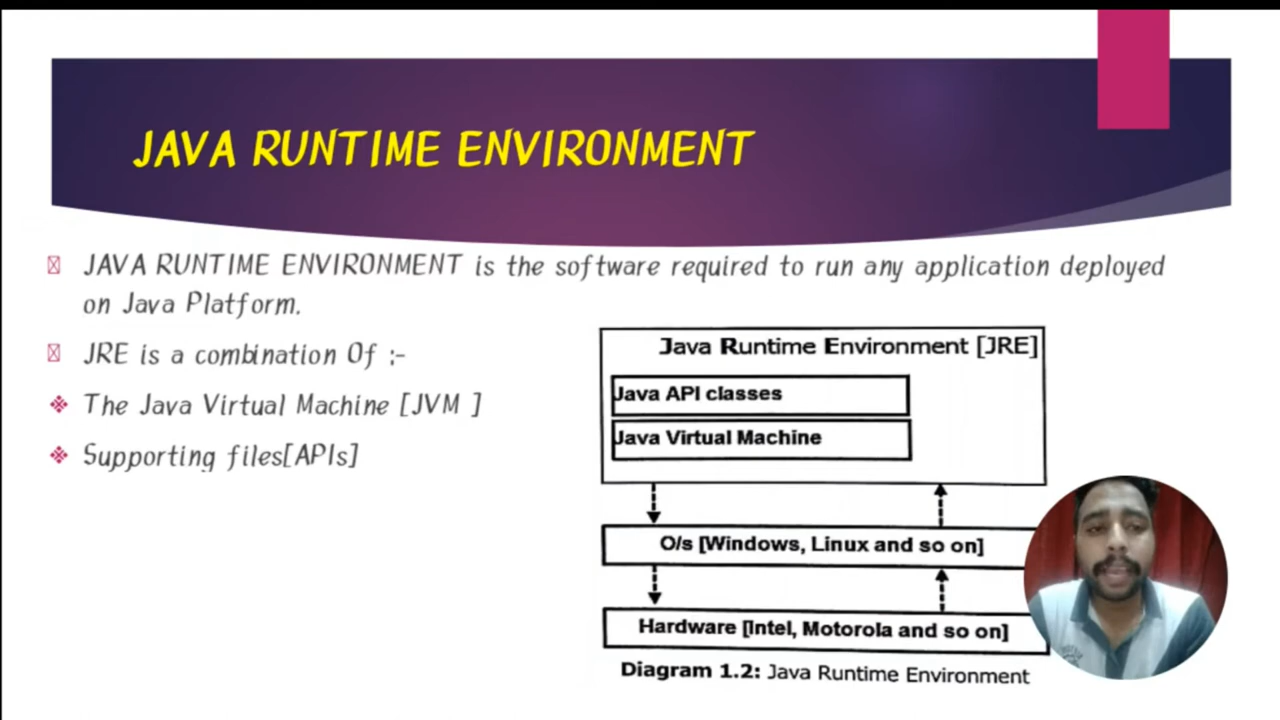 JAVA RUNTIME ENVIRONMENT
JAVA RUNTIME ENVIRONMENT is the software required to run any application deployed
on Java Platform.
JRE is a combination Of :-
The Java Virtual Machine [JVM ]
Supporting files[APIs]
Java Runtime Environment [JRE]
Java API classes
Java Virtual Machine
O/s [Windows, Linux and so on]
Hardware [Intel, Motorola and so on]
Diagram 1.2: Java Runtime Environment